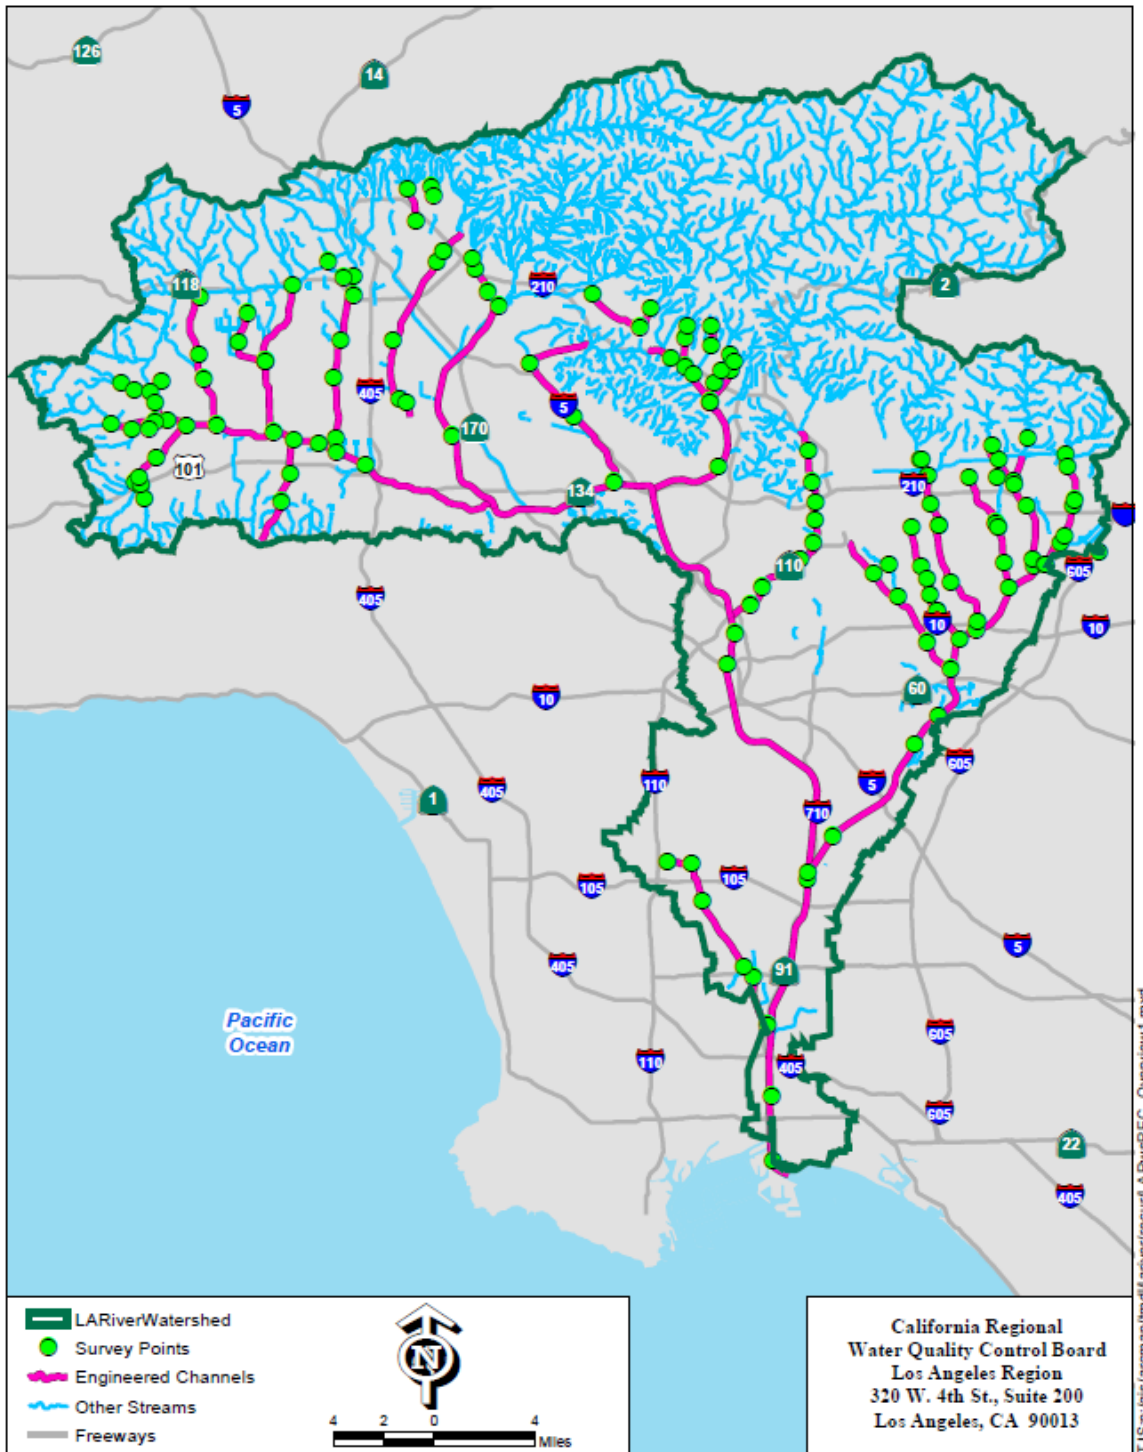 126
14
5
118
210
2
405
5
170
101
134
210
110
605
405
10
10
60
10
110
405
5
605
1
710
105
105
5
405
91
Pacific
Ocean
110
405
605
605
22
405
LARiverWatershed
Survey Points
Engineered Channels
Other Streams
Freeways
N
4 2 0 4
Miles
California Regional
Water Quality Control Board
Los Angeles Region
320 W. 4th St., Suite 200
Los Angeles, CA 90013